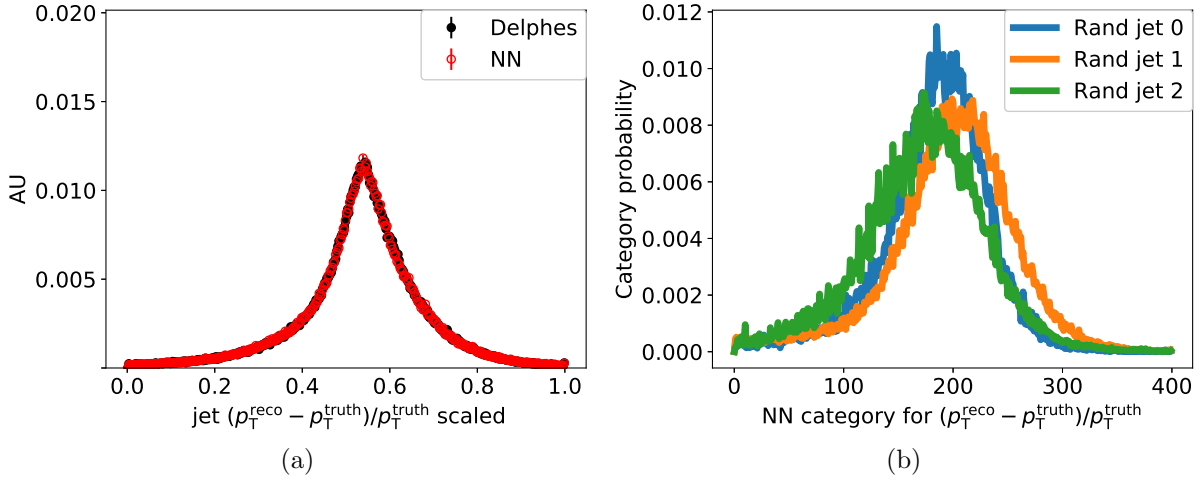 0.020
0.015
0.010
0.005
AU
0.0 0.2 0.4 0.6 0.8 1.0
jet (p_T^reco − p_T^truth)/p_T^truth scaled
Delphes
NN
(a)
0.012
0.010
0.008
0.006
0.004
0.002
0.000
Category probability
0 100 200 300 400
NN category for (p_T^reco − p_T^truth)/p_T^truth
Rand jet 0
Rand jet 1
Rand jet 2
(b)